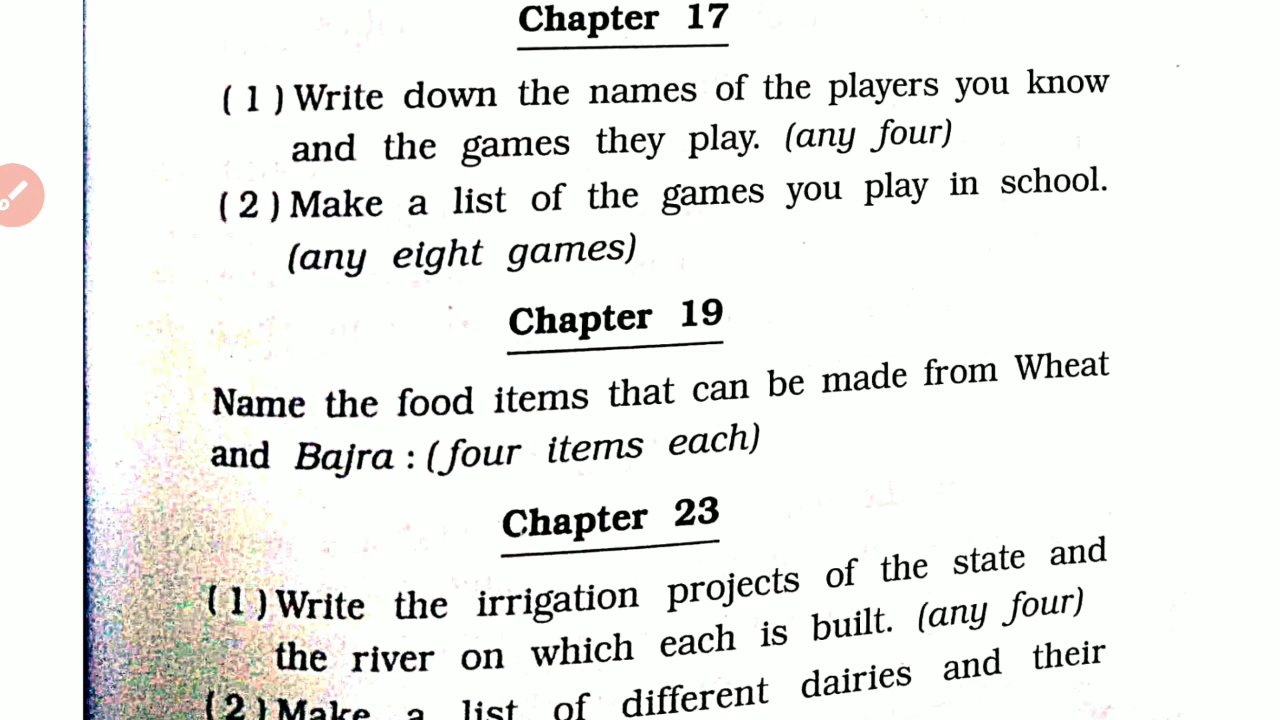 Chapter 17
( 1 ) Write down the names of the players you know
and the games they play. (any four)
( 2 ) Make a list of the games you play in school.
(any eight games)
Chapter 19
Name the food items that can be made from Wheat
and Bajra : ( four items each)
Chapter 23
( 1 ) Write the irrigation projects of the state and
the river on which each is built. (any four)
( 2 ) Make a list of different dairies and their